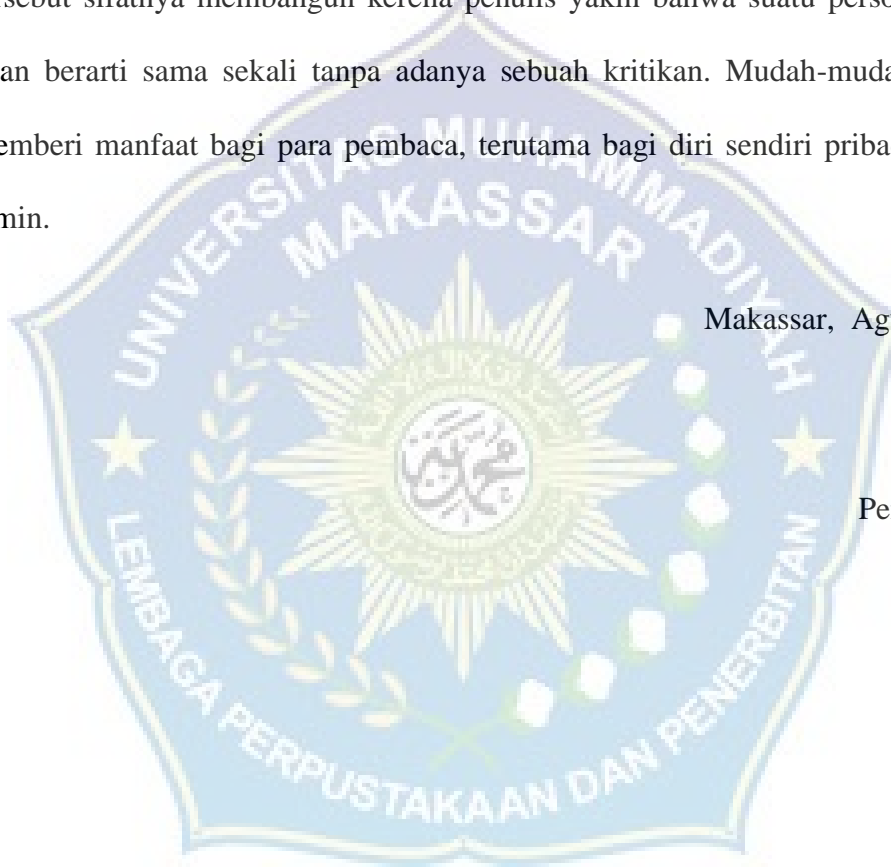 sebut sifatnya membangun kerena penulis yakin bahwa suatu perso
an berarti sama sekali tanpa adanya sebuah kritikan. Mudah-muda
emberi manfaat bagi para pembaca, terutama bagi diri sendiri priba
min.
UNIVERSITAS MUHAMMADIYAH
MAKASSAR
Makassar, Ag
Pe
LEMBAGA PERPUSTAKAAN DAN PENERBITAN